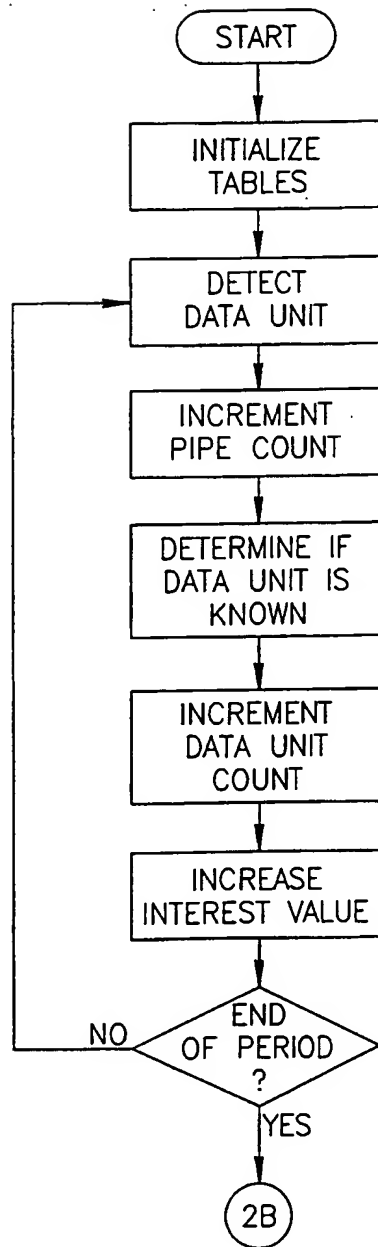 START
INITIALIZE
TABLES
DETECT
DATA UNIT
INCREMENT
PIPE COUNT
DETERMINE IF
DATA UNIT IS
KNOWN
INCREMENT
DATA UNIT
COUNT
INCREASE
INTEREST VALUE
END
OF PERIOD
?
NO
YES
2B